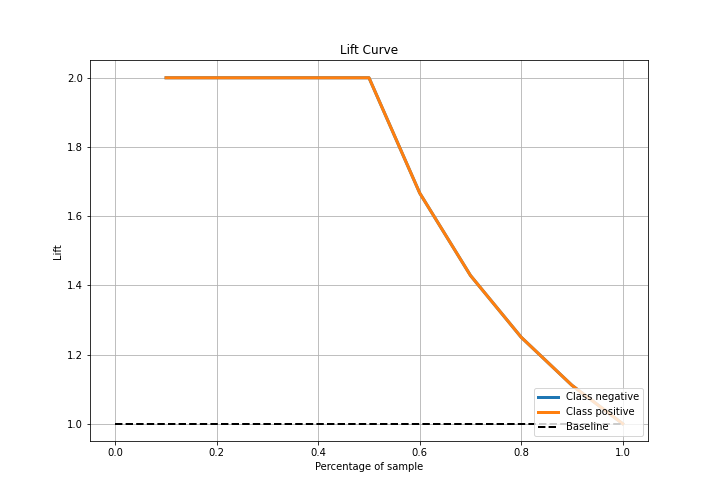 Lift Curve
Lift
2.0
1.8
1.6
1.4
1.2
1.0
Class negative
Class positive
Baseline
0.0 0.2 0.4 0.6 0.8 1.0
Percentage of sample